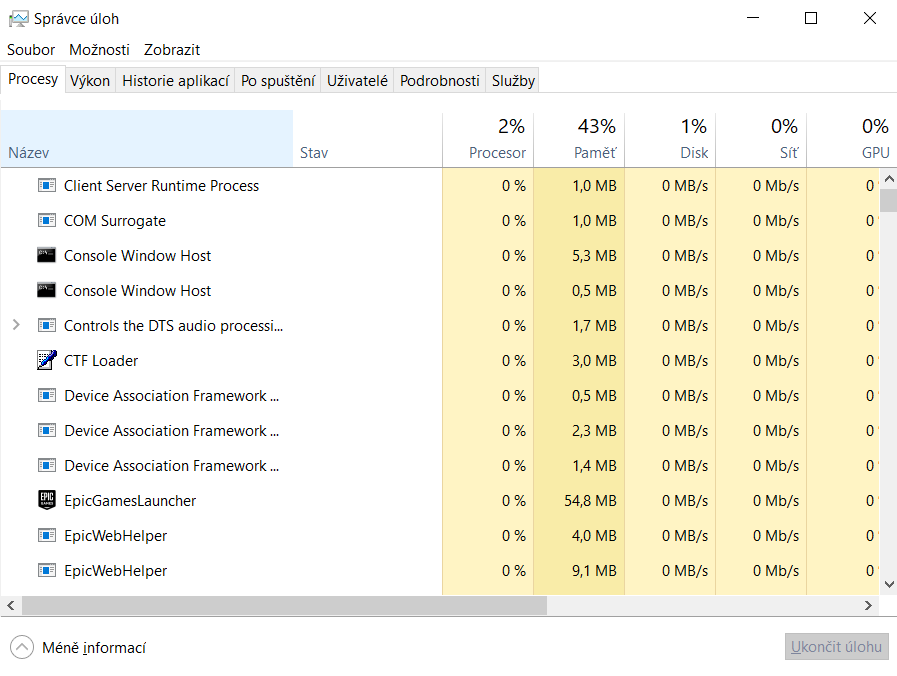 Správce úloh
Soubor Možnosti Zobrazit
Procesy Výkon Historie aplikací Po spuštění Uživatelé Podrobnosti Služby
2% 43% 1% 0% 0%
Název Stav Procesor Paměť Disk Síť GPU
Client Server Runtime Process 0 % 1,0 MB 0 MB/s 0 Mb/s 0
COM Surrogate 0 % 1,0 MB 0 MB/s 0 Mb/s 0
Console Window Host 0 % 5,3 MB 0 MB/s 0 Mb/s 0
Console Window Host 0 % 0,5 MB 0 MB/s 0 Mb/s 0
Controls the DTS audio processi... 0 % 1,7 MB 0 MB/s 0 Mb/s 0
CTF Loader 0 % 3,0 MB 0 MB/s 0 Mb/s 0
Device Association Framework ... 0 % 0,5 MB 0 MB/s 0 Mb/s 0
Device Association Framework ... 0 % 2,3 MB 0 MB/s 0 Mb/s 0
Device Association Framework ... 0 % 1,4 MB 0 MB/s 0 Mb/s 0
EPIC GAMES EpicGamesLauncher 0 % 54,8 MB 0 MB/s 0 Mb/s 0
EpicWebHelper 0 % 4,0 MB 0 MB/s 0 Mb/s 0
EpicWebHelper 0 % 9,1 MB 0 MB/s 0 Mb/s 0
Méně informací Ukončit úlohu